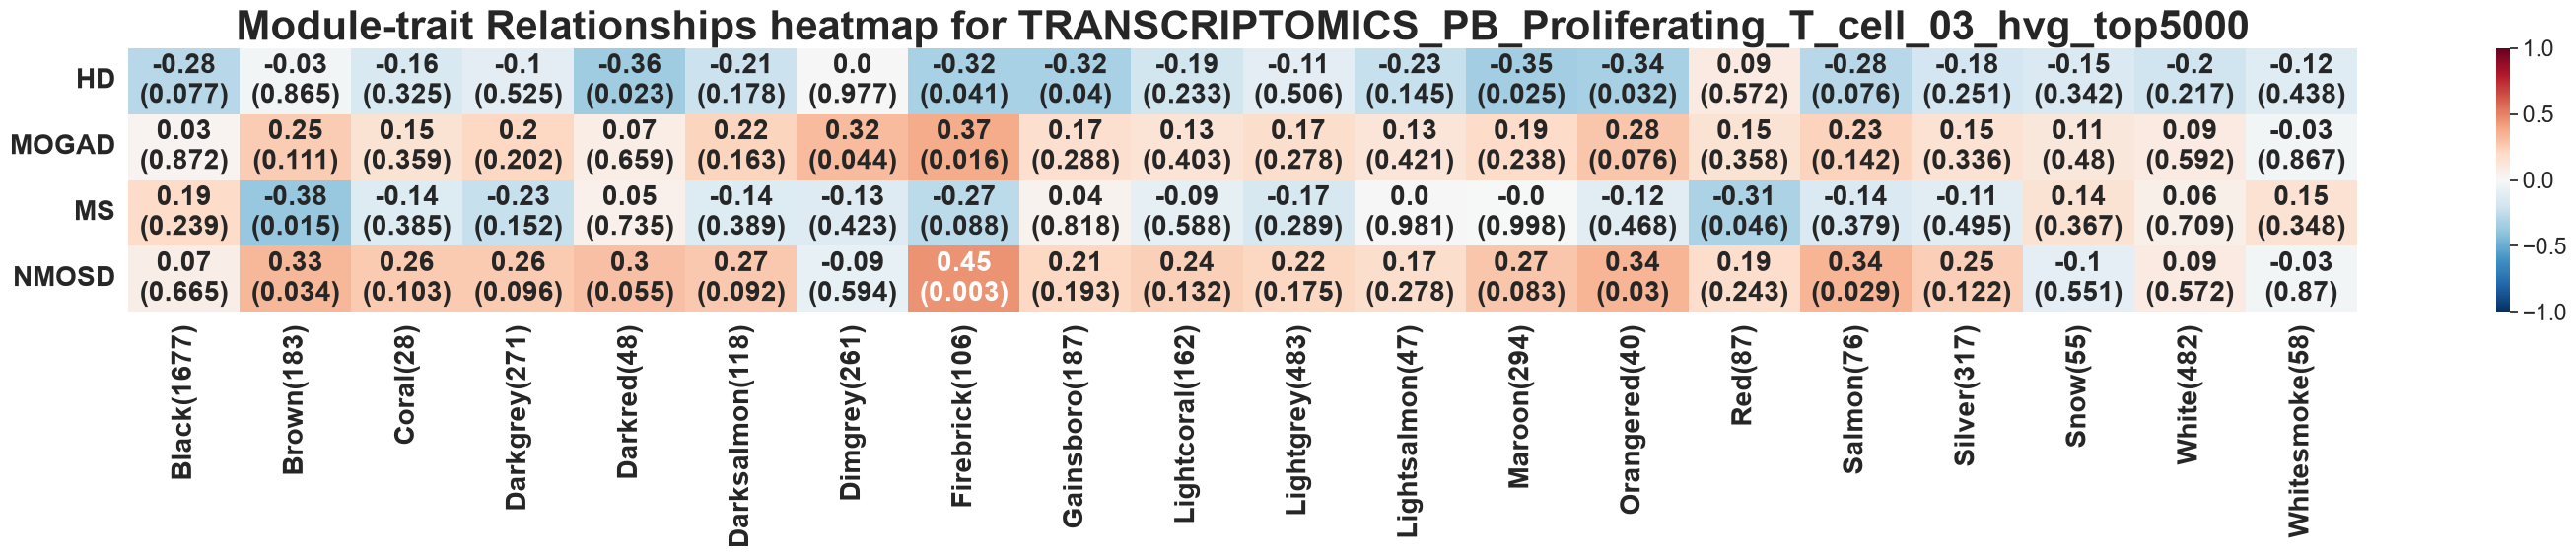 Module-trait Relationships heatmap for TRANSCRIPTOMICS_PB_Proliferating_T_cell_03_hvg_top5000
HD -0.28 -0.03 -0.16 -0.1 -0.36 -0.21 0.0 -0.32 -0.32 -0.19 -0.11 -0.23 -0.35 -0.34 0.09 -0.28 -0.18 -0.15 -0.2 -0.12
(0.077) (0.865) (0.325) (0.525) (0.023) (0.178) (0.977) (0.041) (0.04) (0.233) (0.506) (0.145) (0.025) (0.032) (0.572) (0.076) (0.251) (0.342) (0.217) (0.438)
MOGAD 0.03 0.25 0.15 0.2 0.07 0.22 0.32 0.37 0.17 0.13 0.17 0.13 0.19 0.28 0.15 0.23 0.15 0.11 0.09 -0.03
(0.872) (0.111) (0.359) (0.202) (0.659) (0.163) (0.044) (0.016) (0.288) (0.403) (0.278) (0.421) (0.238) (0.076) (0.358) (0.142) (0.336) (0.48) (0.592) (0.867)
MS 0.19 -0.38 -0.14 -0.23 0.05 -0.14 -0.13 -0.27 0.04 -0.09 -0.17 0.0 -0.0 -0.12 -0.31 -0.14 -0.11 0.14 0.06 0.15
(0.239) (0.015) (0.385) (0.152) (0.735) (0.389) (0.423) (0.088) (0.818) (0.588) (0.289) (0.981) (0.998) (0.468) (0.046) (0.379) (0.495) (0.367) (0.709) (0.348)
NMOSD 0.07 0.33 0.26 0.26 0.3 0.27 -0.09 0.45 0.21 0.24 0.22 0.17 0.27 0.34 0.19 0.34 0.25 -0.1 0.09 -0.03
(0.665) (0.034) (0.103) (0.096) (0.055) (0.092) (0.594) (0.003) (0.193) (0.132) (0.175) (0.278) (0.083) (0.03) (0.243) (0.029) (0.122) (0.551) (0.572) (0.87)
Black(1677)
Brown(183)
Coral(28)
Darkgrey(271)
Darkred(48)
Darksalmon(118)
Dimgrey(261)
Firebrick(106)
Gainsboro(187)
Lightcoral(162)
Lightgrey(483)
Lightsalmon(47)
Maroon(294)
Orangered(40)
Red(87)
Salmon(76)
Silver(317)
Snow(55)
White(482)
Whitesmoke(58)
1.0
0.5
0.0
−0.5
−1.0